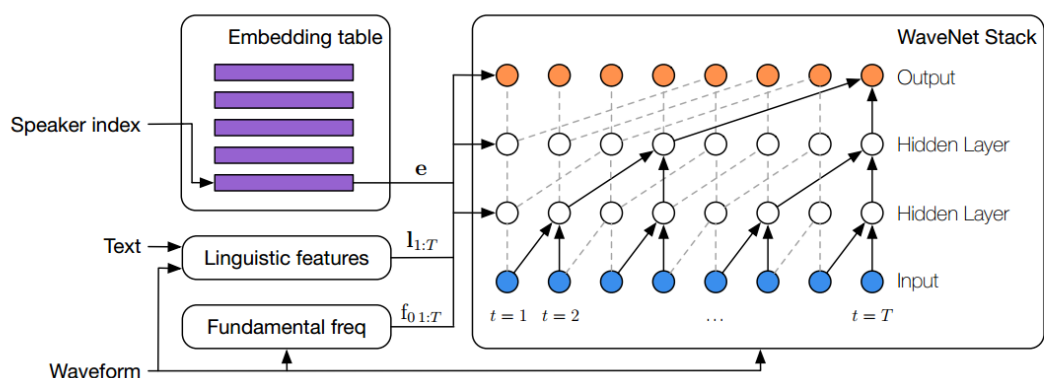 Embedding table
WaveNet Stack
Output
Speaker index
Hidden Layer
e
Hidden Layer
Text
l1:T
Linguistic features
Input
f0 1:T
Fundamental freq
t = 1 t = 2 ... t = T
Waveform